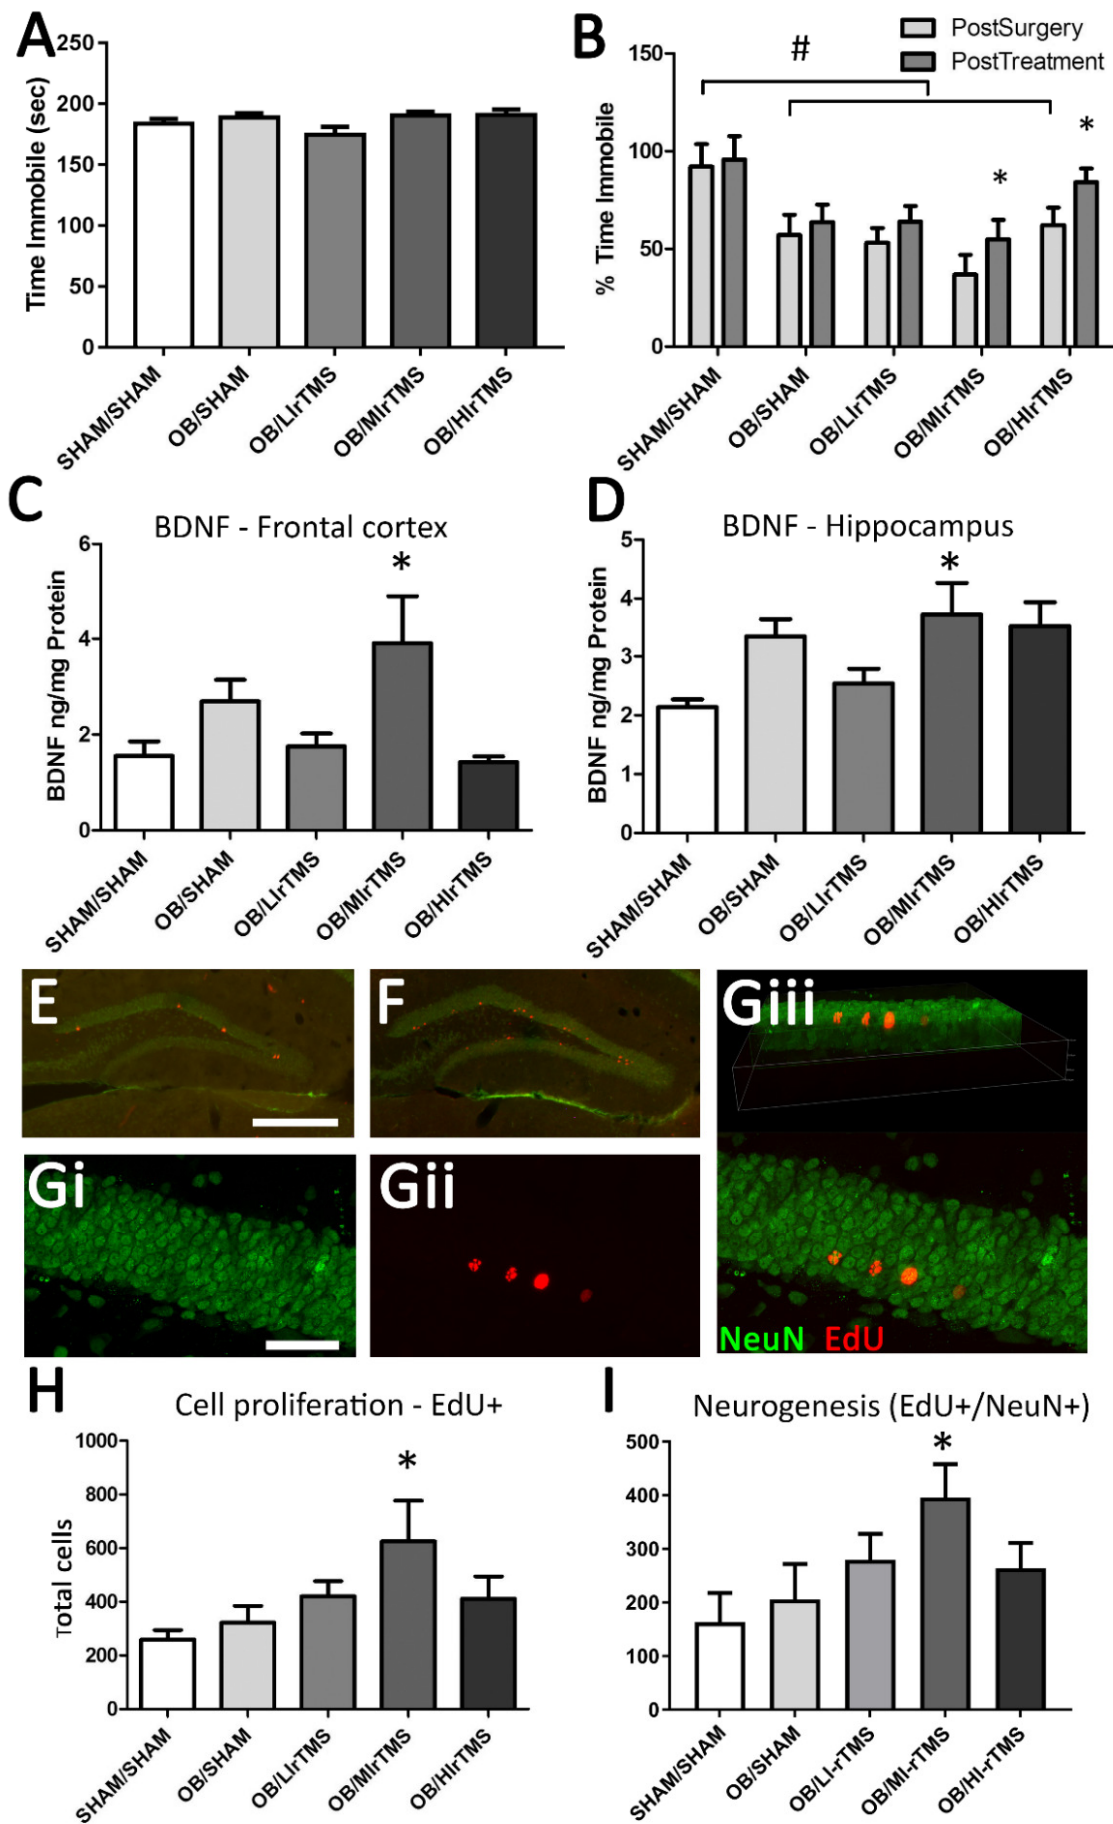 A
Time Immobile (sec)
250
200
150
100
50
0
SHAM/SHAM
OB/SHAM
OB/LIrTMS
OB/MIrTMS
OB/HIrTMS
B
PostSurgery
PostTreatment
% Time Immobile
150
100
50
0
#
*
*
SHAM/SHAM
OB/SHAM
OB/LIrTMS
OB/MIrTMS
OB/HIrTMS
C
BDNF - Frontal cortex
BDNF ng/mg Protein
6
4
2
0
*
SHAM/SHAM
OB/SHAM
OB/LIrTMS
OB/MIrTMS
OB/HIrTMS
D
BDNF - Hippocampus
BDNF ng/mg Protein
5
4
3
2
1
0
*
SHAM/SHAM
OB/SHAM
OB/LIrTMS
OB/MIrTMS
OB/HIrTMS
E
F
Giii
Gi
Gii
NeuN EdU
H
Cell proliferation - EdU+
Total cells
1000
800
600
400
200
0
*
SHAM/SHAM
OB/SHAM
OB/LIrTMS
OB/MIrTMS
OB/HIrTMS
I
Neurogenesis (EdU+/NeuN+)
500
400
300
200
100
0
*
SHAM/SHAM
OB/SHAM
OB/LI-rTMS
OB/MI-rTMS
OB/HI-rTMS